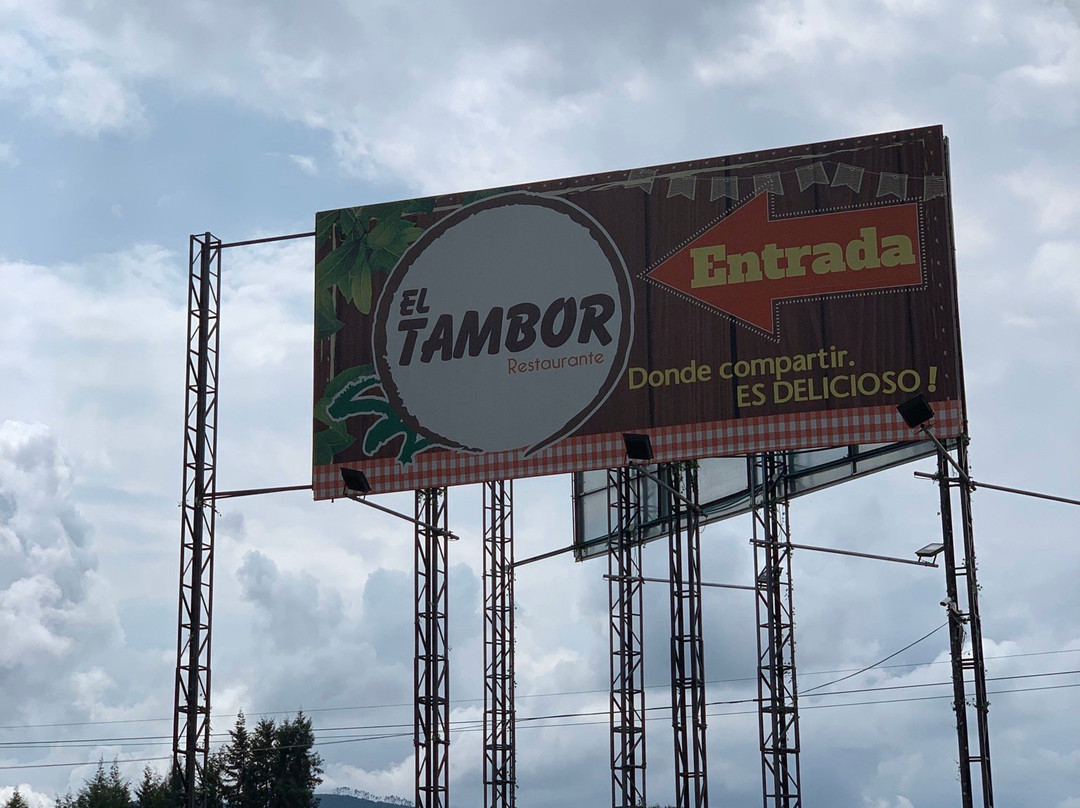 EL
TAMBOR
Restaurante
Entrada
Donde compartir.
ES DELICIOSO!